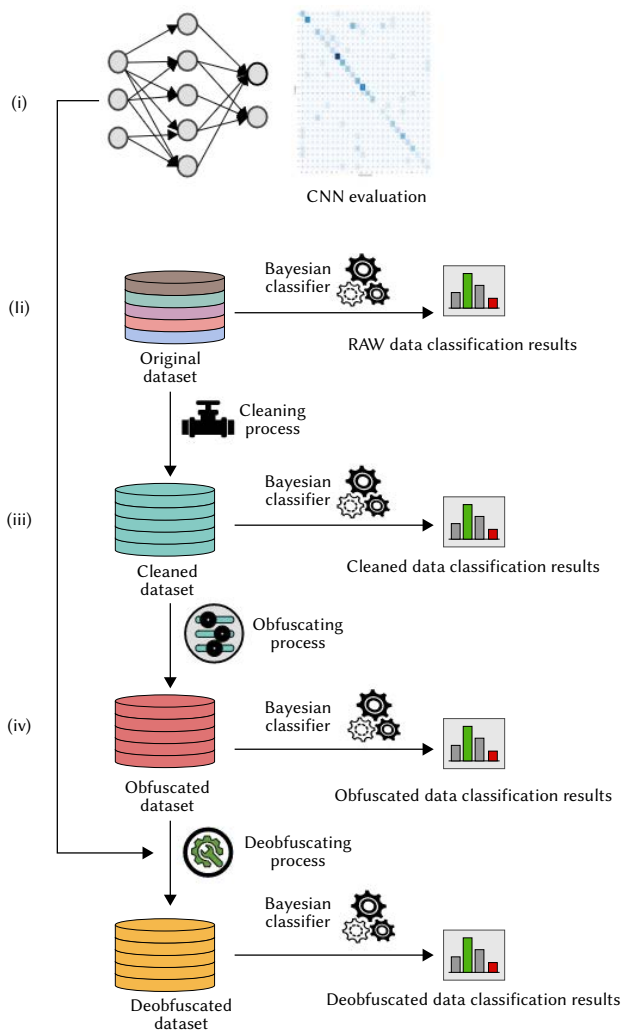 (i)
CNN evaluation
Bayesian
classifier
(Ii)
RAW data classification results
Original
dataset
Cleaning
process
Bayesian
classifier
(iii)
Cleaned data classification results
Cleaned
dataset
Obfuscating
process
Bayesian
classifier
(iv)
Obfuscated data classification results
Obfuscated
dataset
Deobfuscating
process
Bayesian
classifier
Deobfuscated data classification results
Deobfuscated
dataset